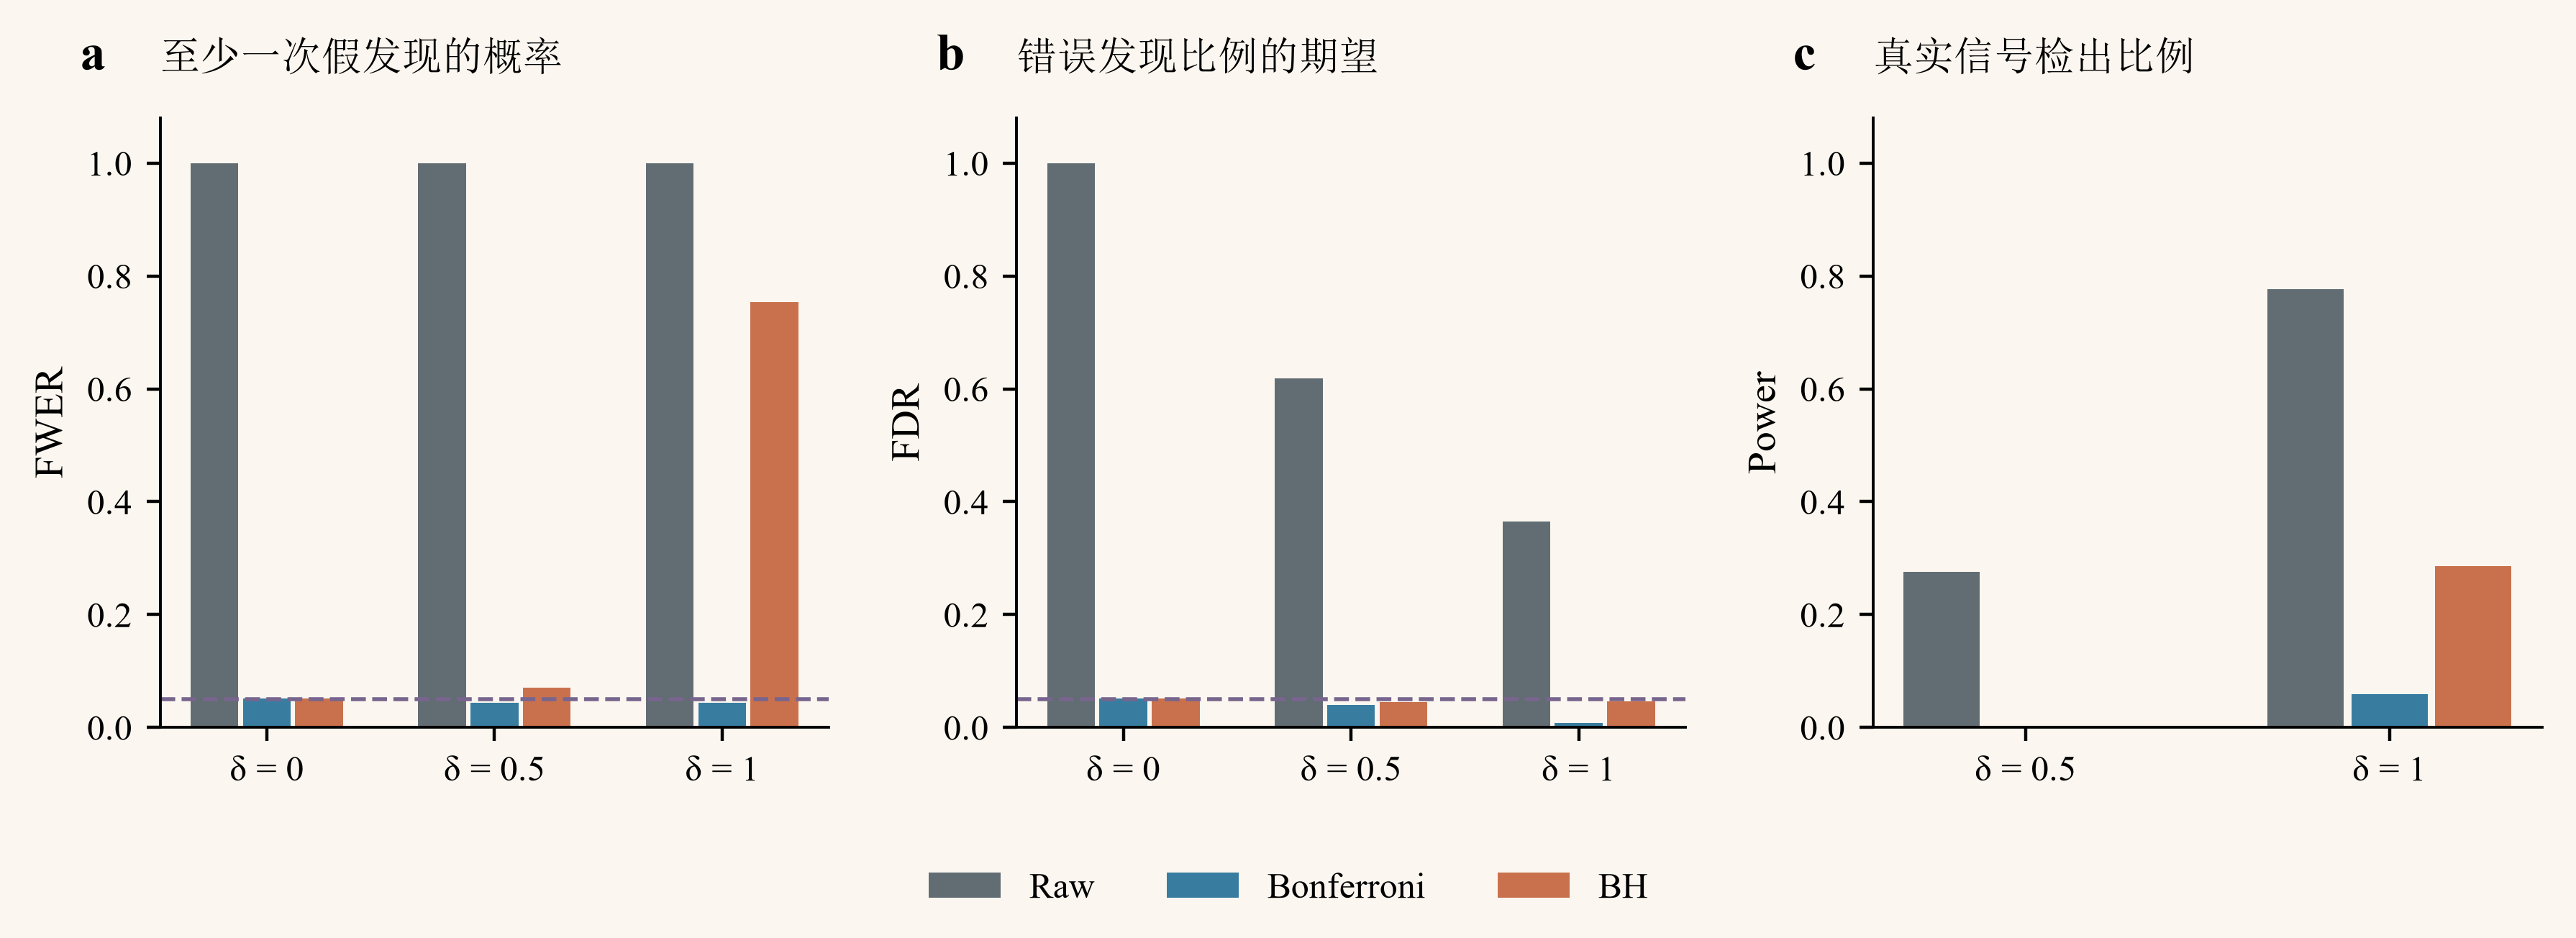 a 至少一次假发现的概率
FWER
1.0
0.8
0.6
0.4
0.2
0.0
δ = 0 δ = 0.5 δ = 1
b 错误发现比例的期望
FDR
1.0
0.8
0.6
0.4
0.2
0.0
δ = 0 δ = 0.5 δ = 1
c 真实信号检出比例
Power
1.0
0.8
0.6
0.4
0.2
0.0
δ = 0.5 δ = 1
Raw Bonferroni BH